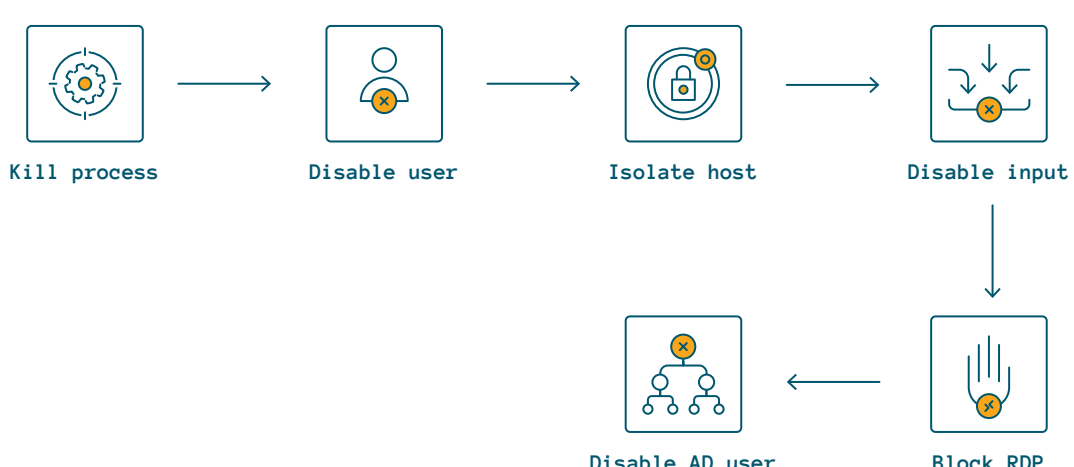 Kill process
Disable user
Isolate host
Disable input
Block RDP
Disable AD user